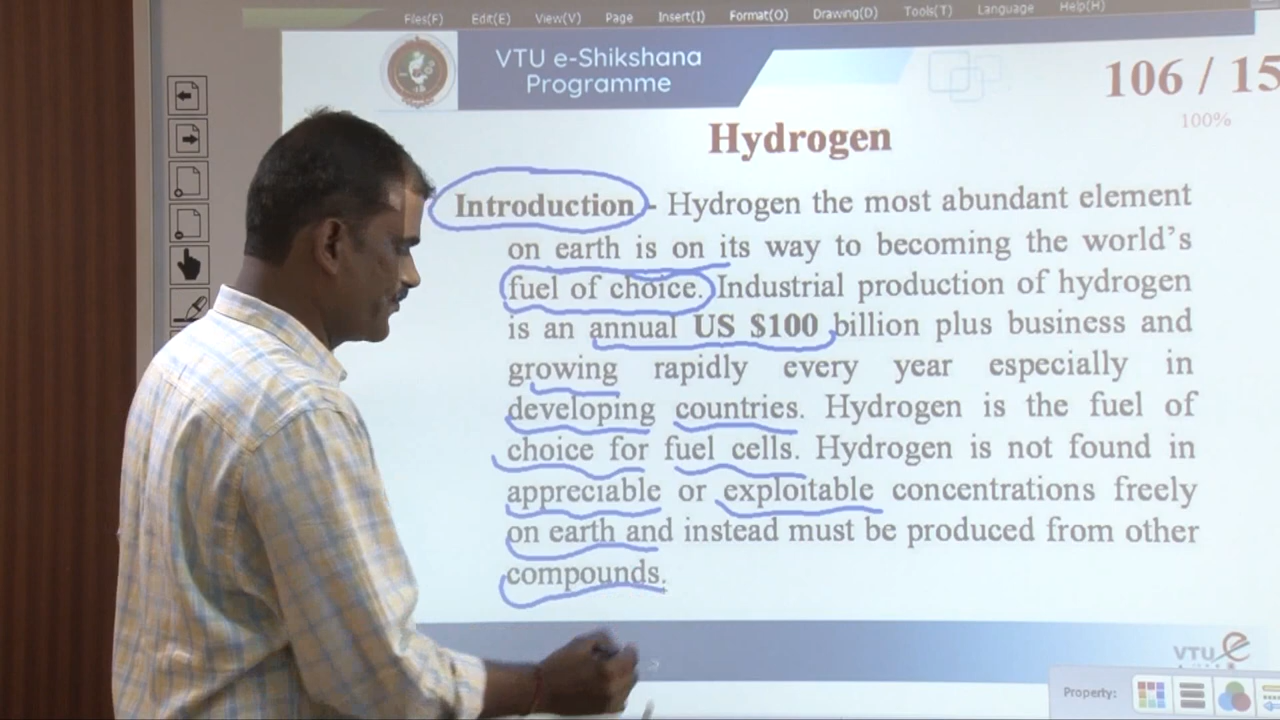 Files(F) Edit(E) View(V) Page Insert(I) Format(O) Drawing(D) Tools(T) Language Help(H)
VTU e-Shikshana
Programme
106 / 15
100%
Hydrogen
Introduction - Hydrogen the most abundant element
on earth is on its way to becoming the world's
fuel of choice. Industrial production of hydrogen
is an annual US $100 billion plus business and
growing rapidly every year especially in
developing countries. Hydrogen is the fuel of
choice for fuel cells. Hydrogen is not found in
appreciable or exploitable concentrations freely
on earth and instead must be produced from other
compounds.
VTU e
Property: